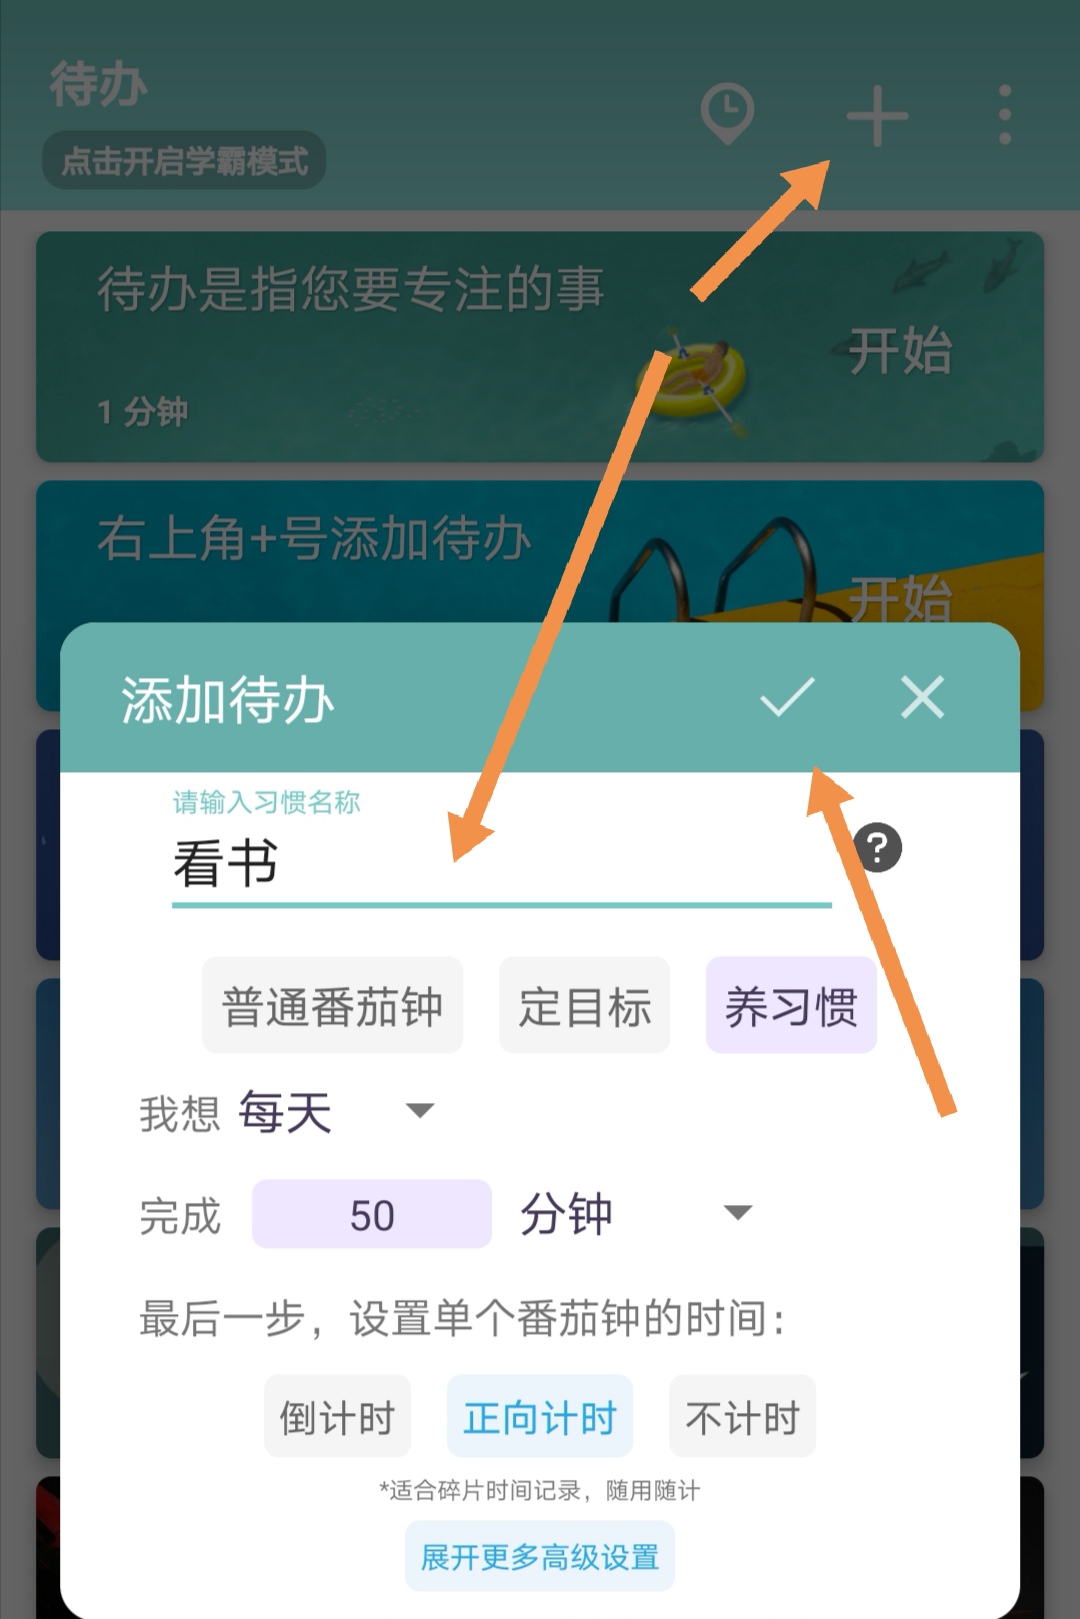 待办
点击开启学霸模式
待办是指您要专注的事
开始
1 分钟
右上角+号添加待办
开始
添加待办
请输入习惯名称
看书
?
普通番茄钟 定目标 养习惯
我想 每天
完成 50 分钟
最后一步，设置单个番茄钟的时间：
倒计时 正向计时 不计时
*适合碎片时间记录，随用随计
展开更多高级设置